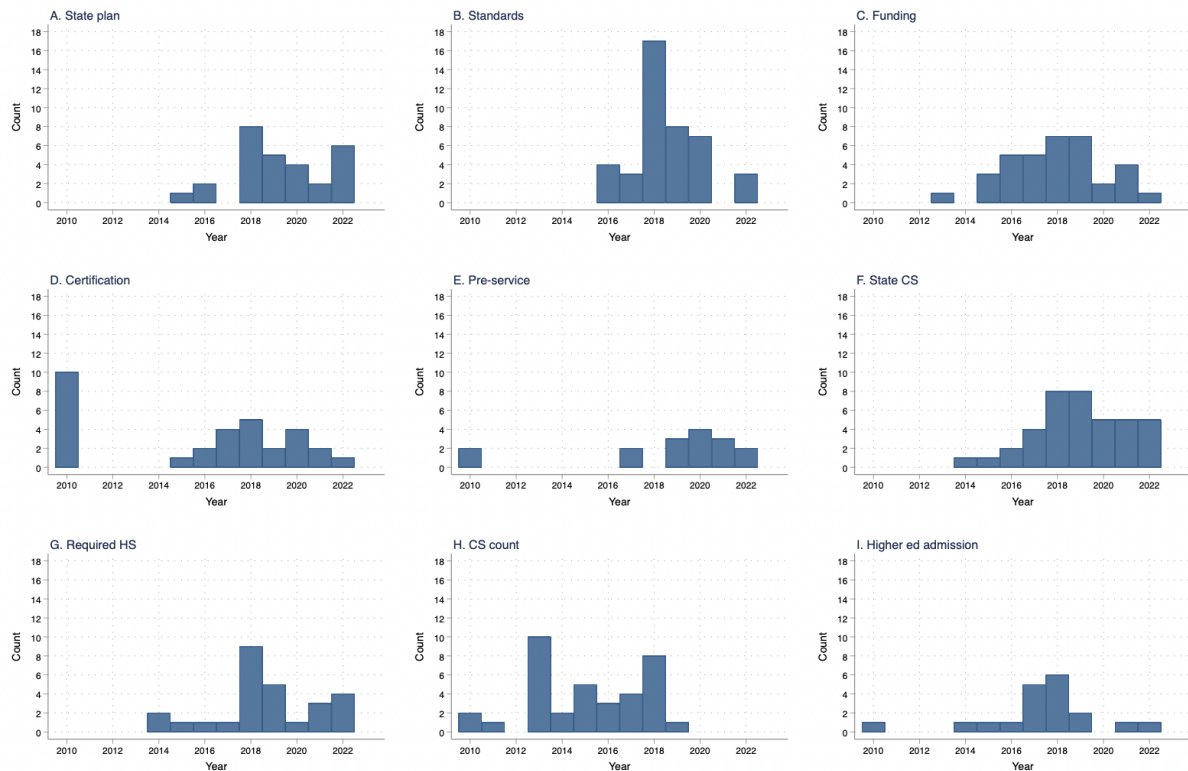 A. State plan
18
16
14
12
10
8
6
4
2
0
Count
2010 2012 2014 2016 2018 2020 2022
Year
B. Standards
18
16
14
12
10
8
6
4
2
0
Count
2010 2012 2014 2016 2018 2020 2022
Year
C. Funding
18
16
14
12
10
8
6
4
2
0
Count
2010 2012 2014 2016 2018 2020 2022
Year
D. Certification
18
16
14
12
10
8
6
4
2
0
Count
2010 2012 2014 2016 2018 2020 2022
Year
E. Pre-service
18
16
14
12
10
8
6
4
2
0
Count
2010 2012 2014 2016 2018 2020 2022
Year
F. State CS
18
16
14
12
10
8
6
4
2
0
Count
2010 2012 2014 2016 2018 2020 2022
Year
G. Required HS
18
16
14
12
10
8
6
4
2
0
Count
2010 2012 2014 2016 2018 2020 2022
Year
H. CS count
18
16
14
12
10
8
6
4
2
0
Count
2010 2012 2014 2016 2018 2020 2022
Year
I. Higher ed admission
18
16
14
12
10
8
6
4
2
0
Count
2010 2012 2014 2016 2018 2020 2022
Year